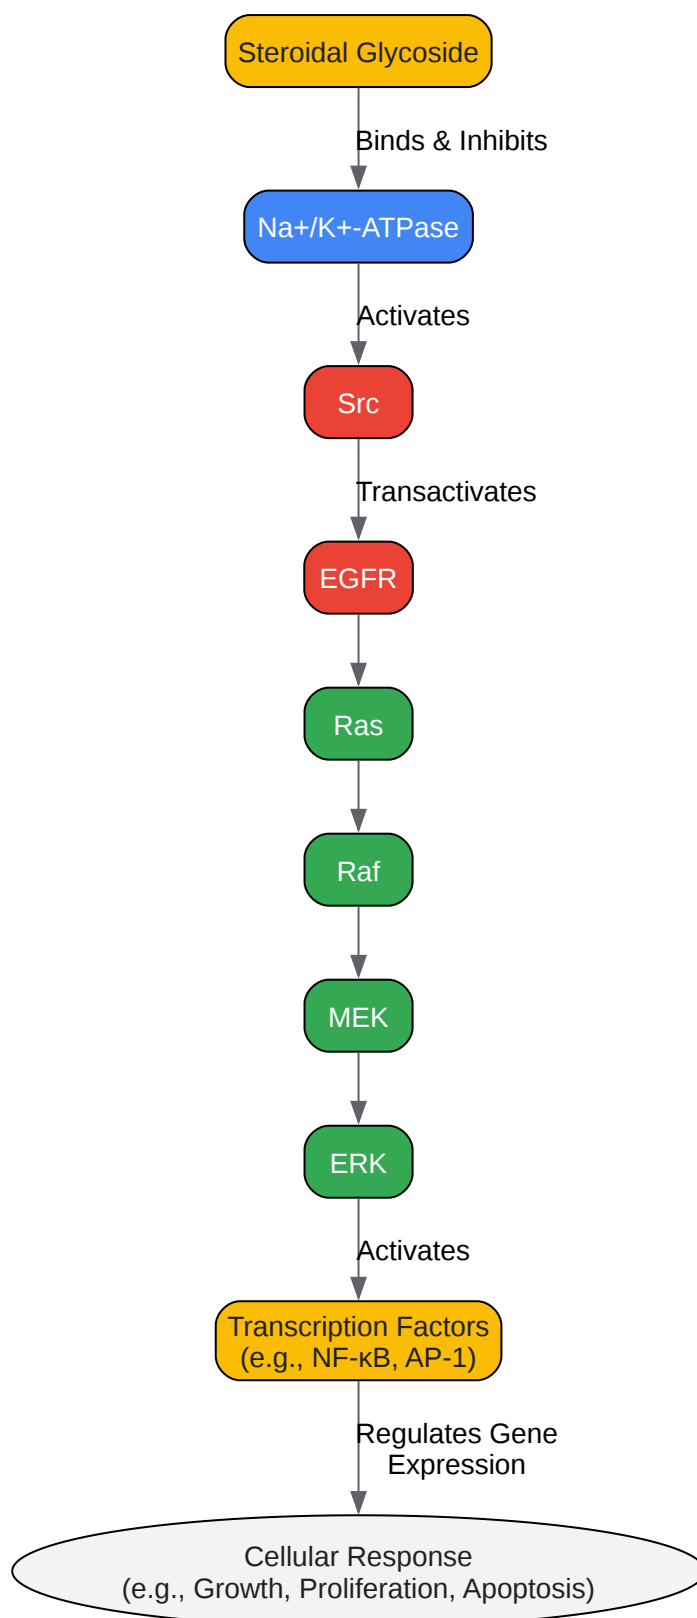 Steroidal Glycoside
Binds & Inhibits
Na+/K+-ATPase
Activates
Src
Transactivates
EGFR
Ras
Raf
MEK
ERK
Activates
Transcription Factors
(e.g., NF-κB, AP-1)
Regulates Gene
Expression
Cellular Response
(e.g., Growth, Proliferation, Apoptosis)